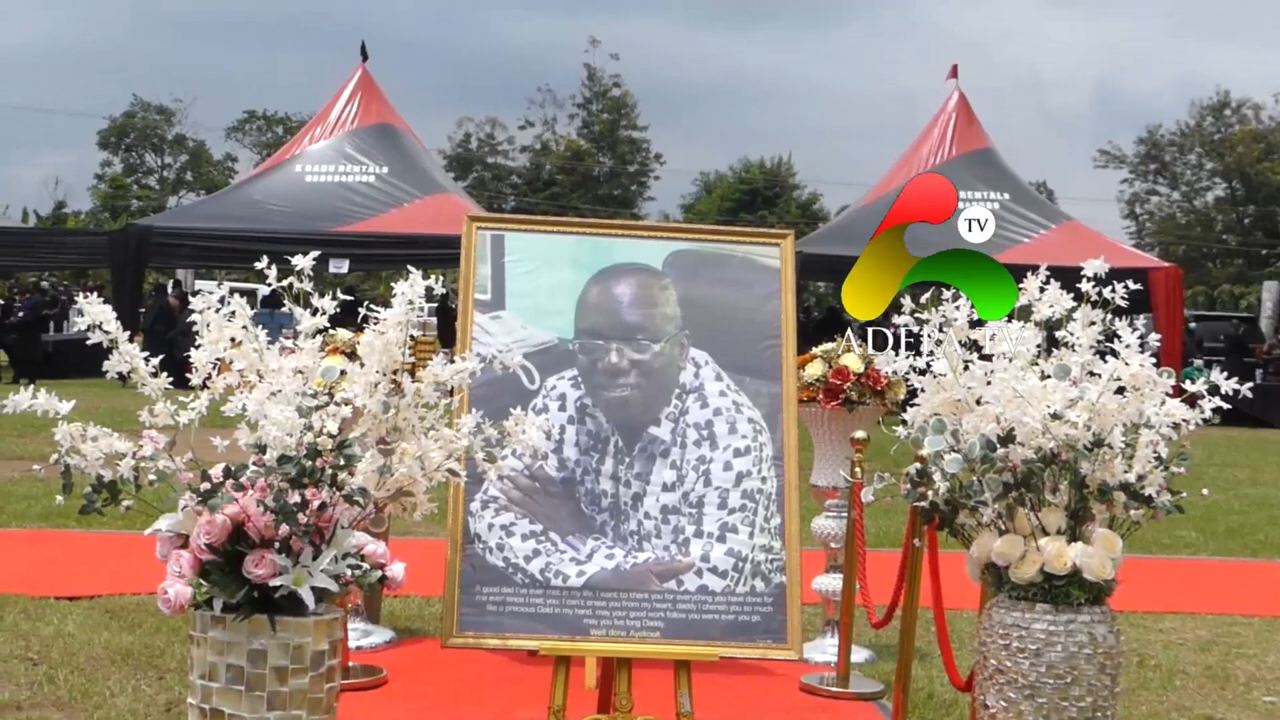 RENTALS
RENTALS
TV
ADEPA TV
A good dad I've ever met in my life. I want to thank you for everything you have done for
me ever since I met you. I can't erase you from my heart, daddy I cherish you so much
like a precious Gold in my hand. may your good work follow you were ever you go.
may you live long Daddy.
Well done Ayekoo!!